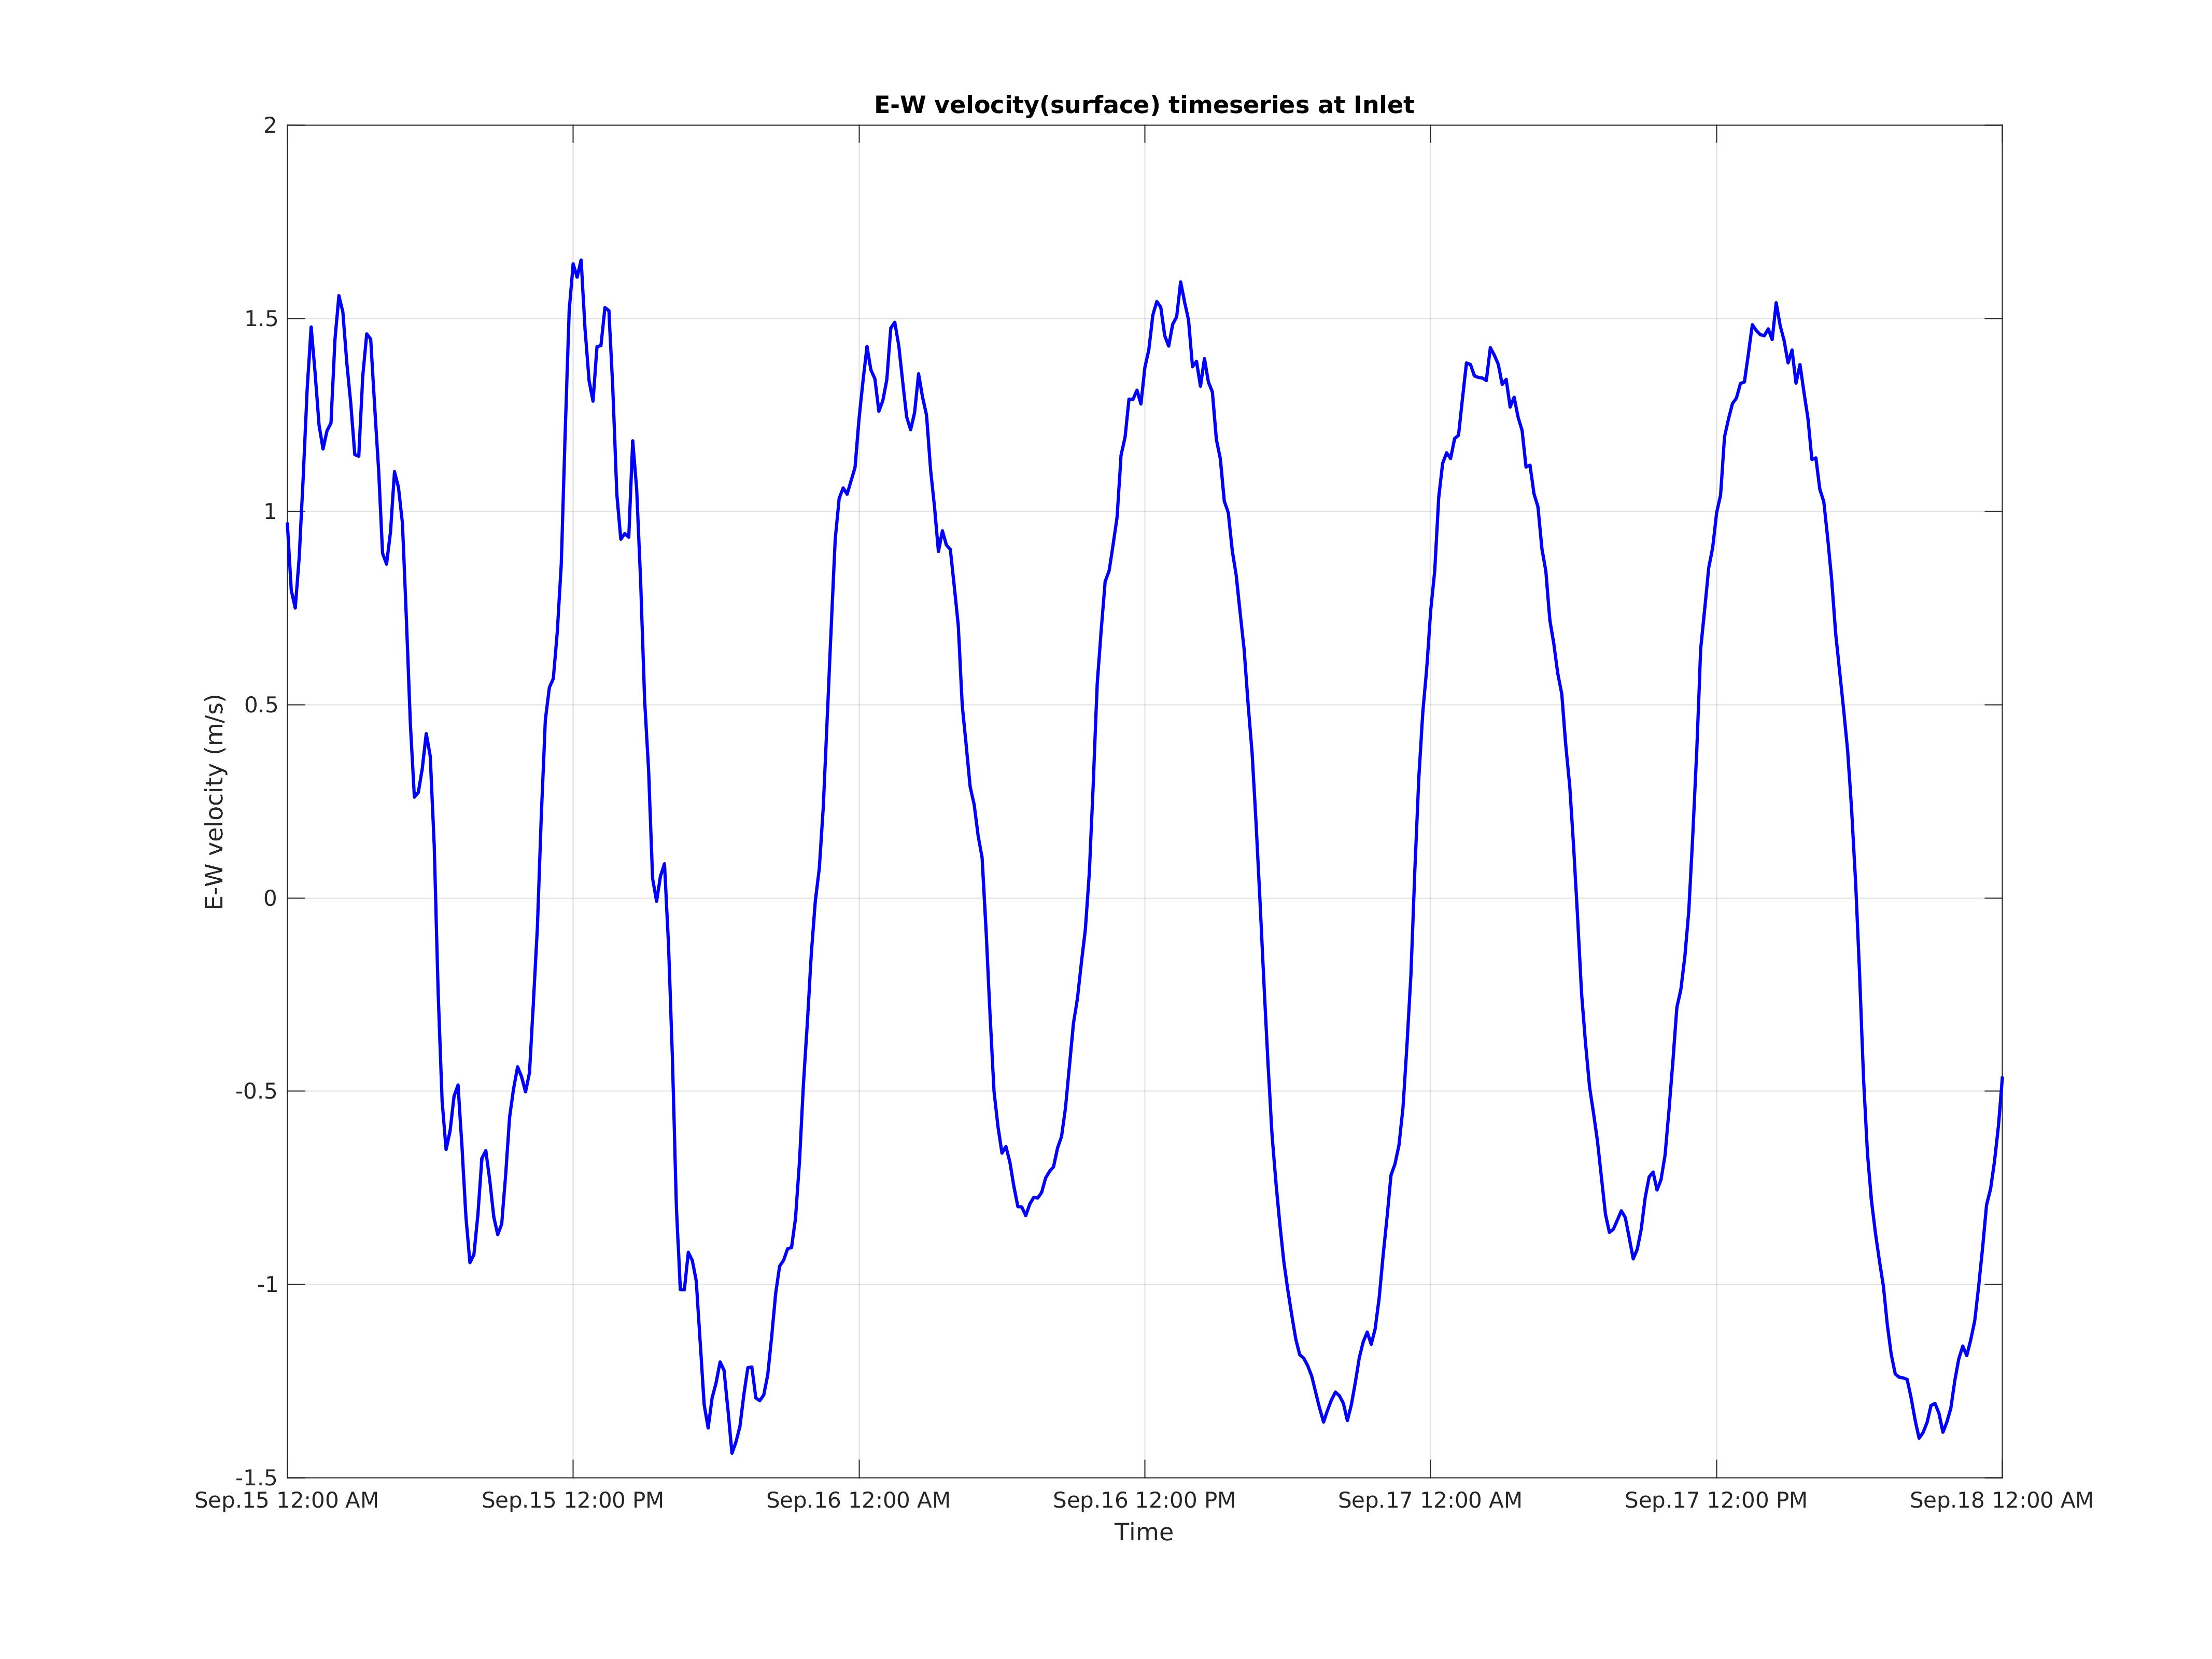 E-W velocity(surface) timeseries at Inlet
2
1.5
1
0.5
0
-0.5
-1
-1.5
E-W velocity (m/s)
Sep.15 12:00 AM
Sep.15 12:00 PM
Sep.16 12:00 AM
Sep.16 12:00 PM
Sep.17 12:00 AM
Sep.17 12:00 PM
Sep.18 12:00 AM
Time